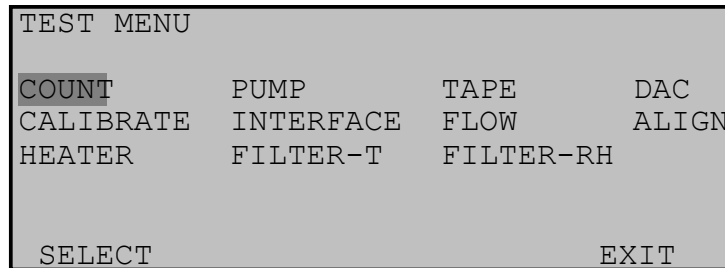 TEST MENU
COUNT PUMP TAPE DAC
CALIBRATE INTERFACE FLOW ALIGN
HEATER FILTER-T FILTER-RH
SELECT EXIT